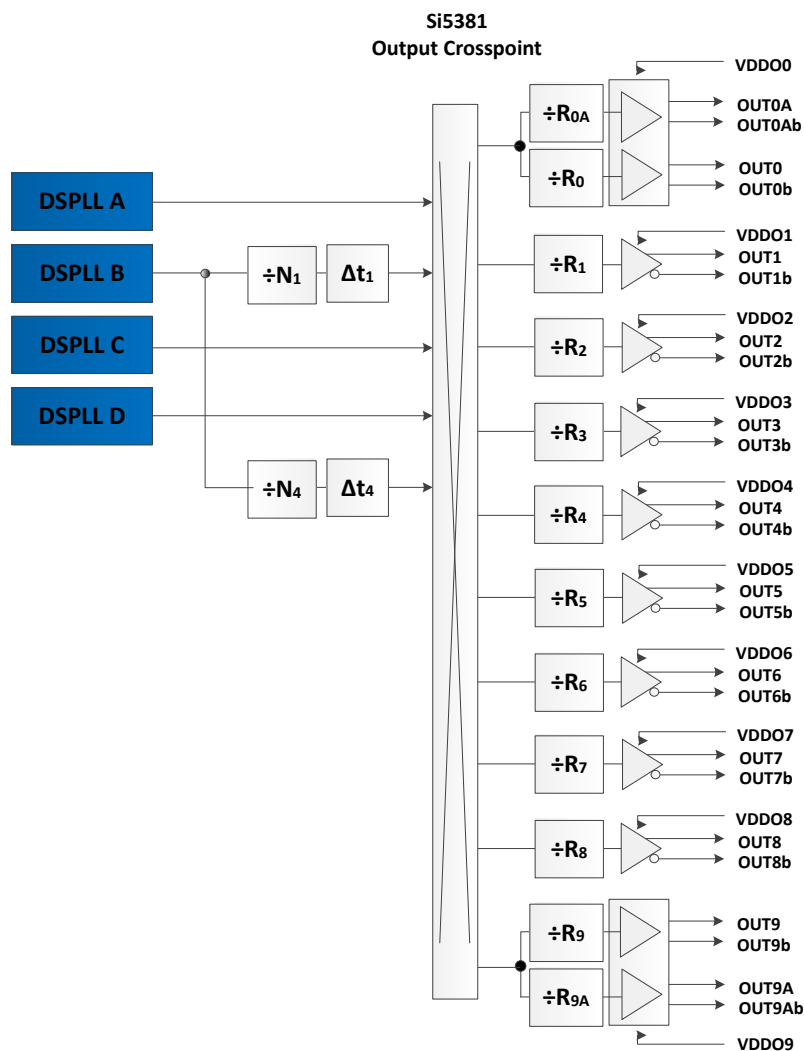 Si5381
Output Crosspoint
DSPLL A
DSPLL B
DSPLL C
DSPLL D
÷N1
Δt1
÷N4
Δt4
÷R0A
÷R0
÷R1
÷R2
÷R3
÷R4
÷R5
÷R6
÷R7
÷R8
÷R9
÷R9A
VDDO0
OUT0A
OUT0Ab
OUT0
OUT0b
VDDO1
OUT1
OUT1b
VDDO2
OUT2
OUT2b
VDDO3
OUT3
OUT3b
VDDO4
OUT4
OUT4b
VDDO5
OUT5
OUT5b
VDDO6
OUT6
OUT6b
VDDO7
OUT7
OUT7b
VDDO8
OUT8
OUT8b
OUT9
OUT9b
OUT9A
OUT9Ab
VDDO9